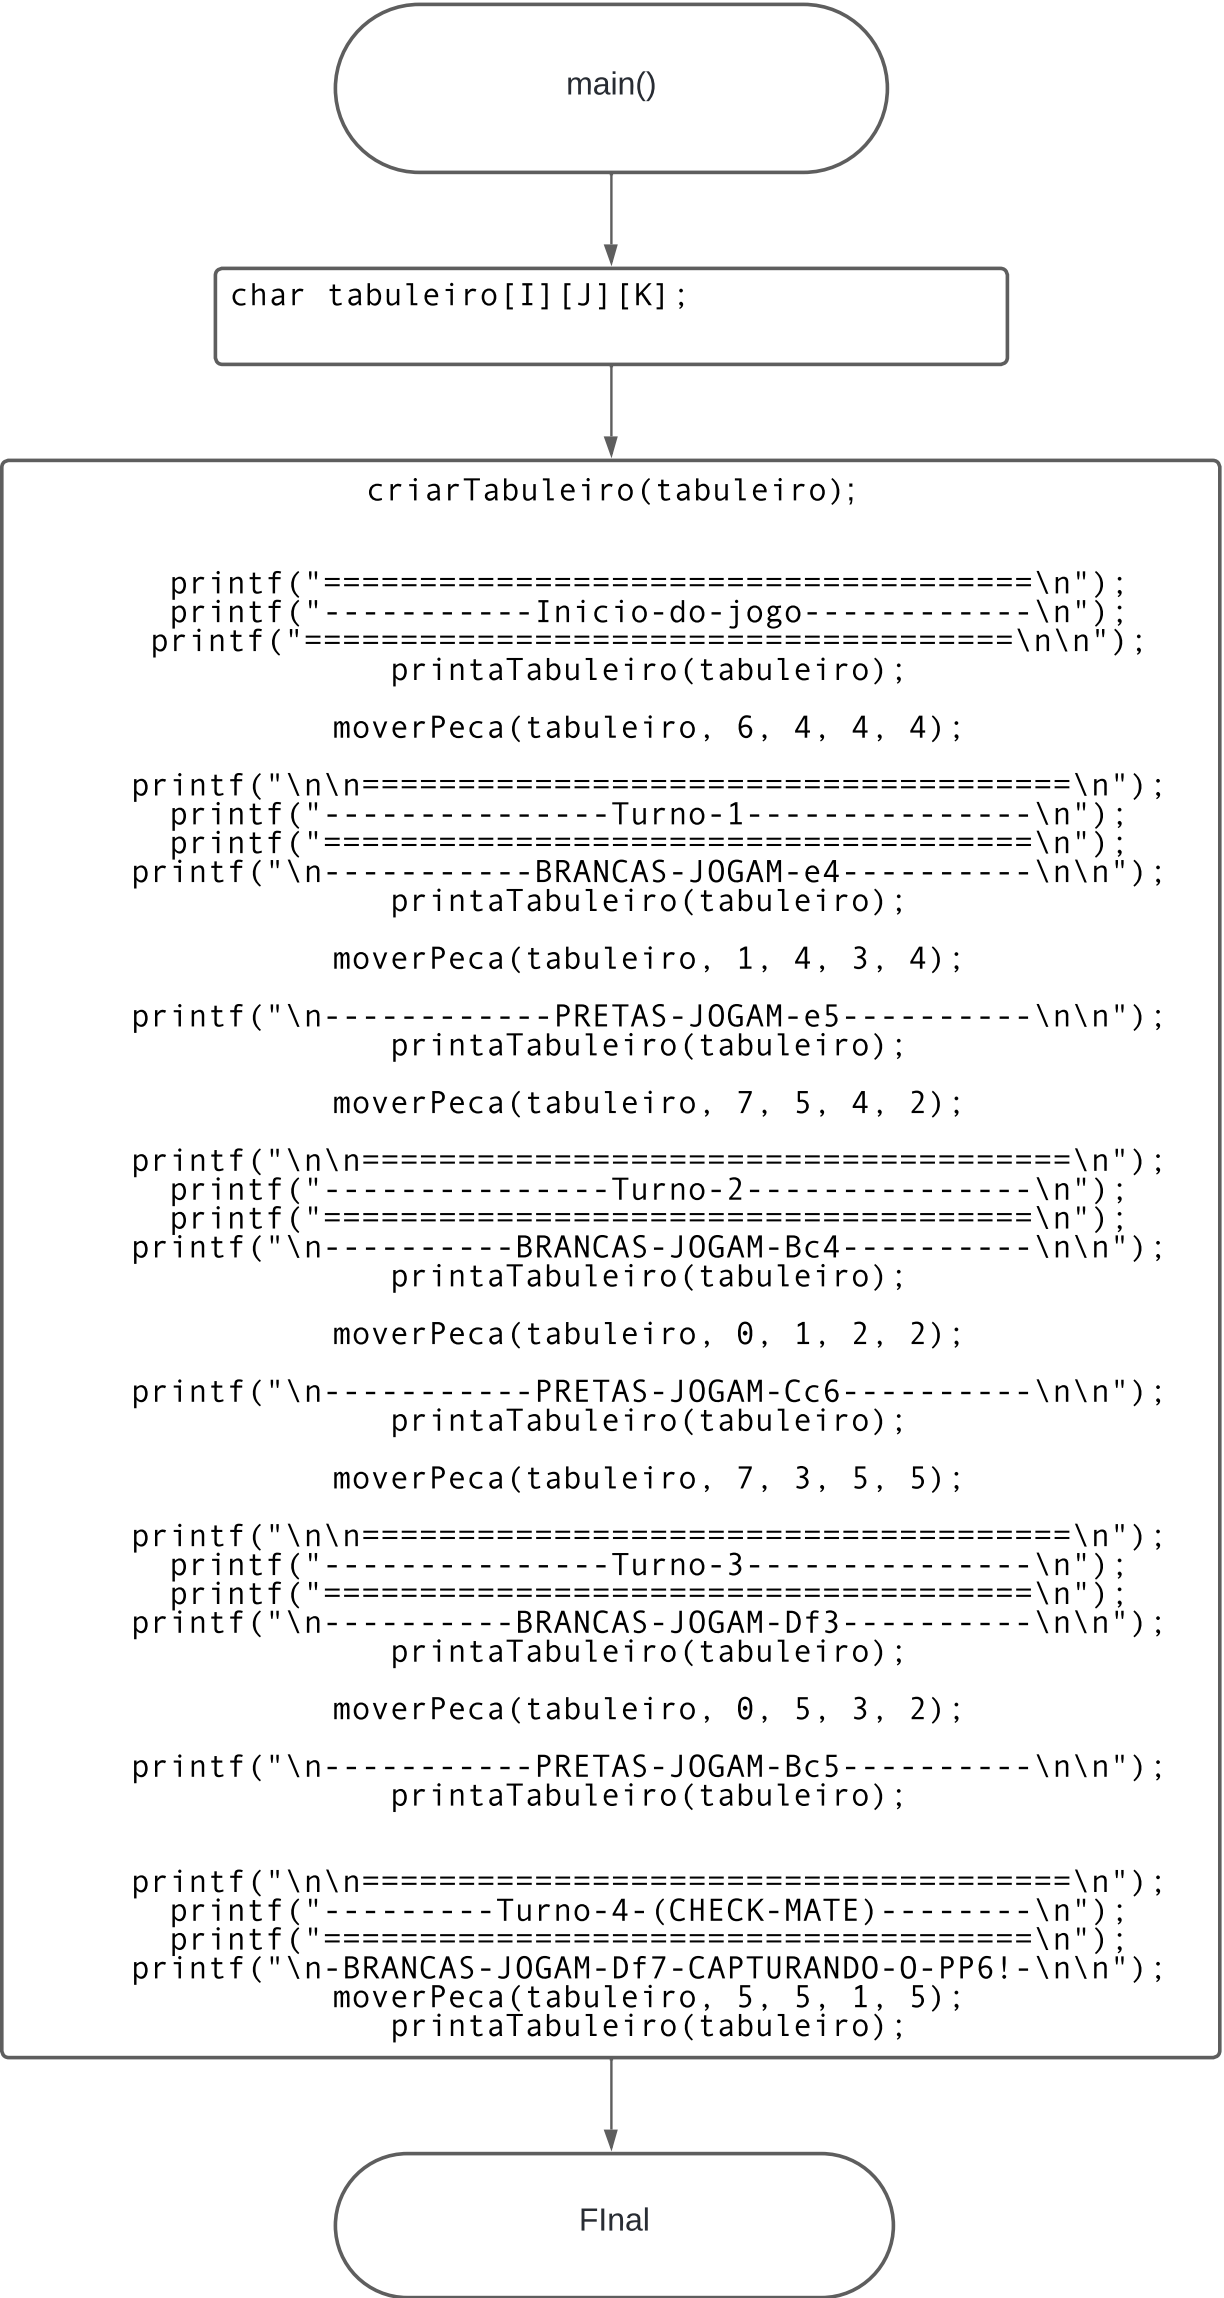 main()
char tabuleiro[I][J][K];
criarTabuleiro(tabuleiro);
printf("=====================================\n");
printf("-----------Inicio-do-jogo------------\n");
printf("=====================================\n\n");
printaTabuleiro(tabuleiro);
moverPeca(tabuleiro, 6, 4, 4, 4);
printf("\n\n=====================================\n");
printf("---------------Turno-1---------------\n");
printf("=====================================\n");
printf("\n-----------BRANCAS-JOGAM-e4----------\n\n");
printaTabuleiro(tabuleiro);
moverPeca(tabuleiro, 1, 4, 3, 4);
printf("\n------------PRETAS-JOGAM-e5----------\n\n");
printaTabuleiro(tabuleiro);
moverPeca(tabuleiro, 7, 5, 4, 2);
printf("\n\n=====================================\n");
printf("---------------Turno-2---------------\n");
printf("=====================================\n");
printf("\n----------BRANCAS-JOGAM-Bc4----------\n\n");
printaTabuleiro(tabuleiro);
moverPeca(tabuleiro, 0, 1, 2, 2);
printf("\n-----------PRETAS-JOGAM-Cc6----------\n\n");
printaTabuleiro(tabuleiro);
moverPeca(tabuleiro, 7, 3, 5, 5);
printf("\n\n=====================================\n");
printf("---------------Turno-3---------------\n");
printf("=====================================\n");
printf("\n----------BRANCAS-JOGAM-Df3----------\n\n");
printaTabuleiro(tabuleiro);
moverPeca(tabuleiro, 0, 5, 3, 2);
printf("\n-----------PRETAS-JOGAM-Bc5----------\n\n");
printaTabuleiro(tabuleiro);
printf("\n\n=====================================\n");
printf("---------Turno-4-(CHECK-MATE)--------\n");
printf("=====================================\n");
printf("\n-BRANCAS-JOGAM-Df7-CAPTURANDO-O-PP6!-\n\n");
moverPeca(tabuleiro, 5, 5, 1, 5);
printaTabuleiro(tabuleiro);
FInal